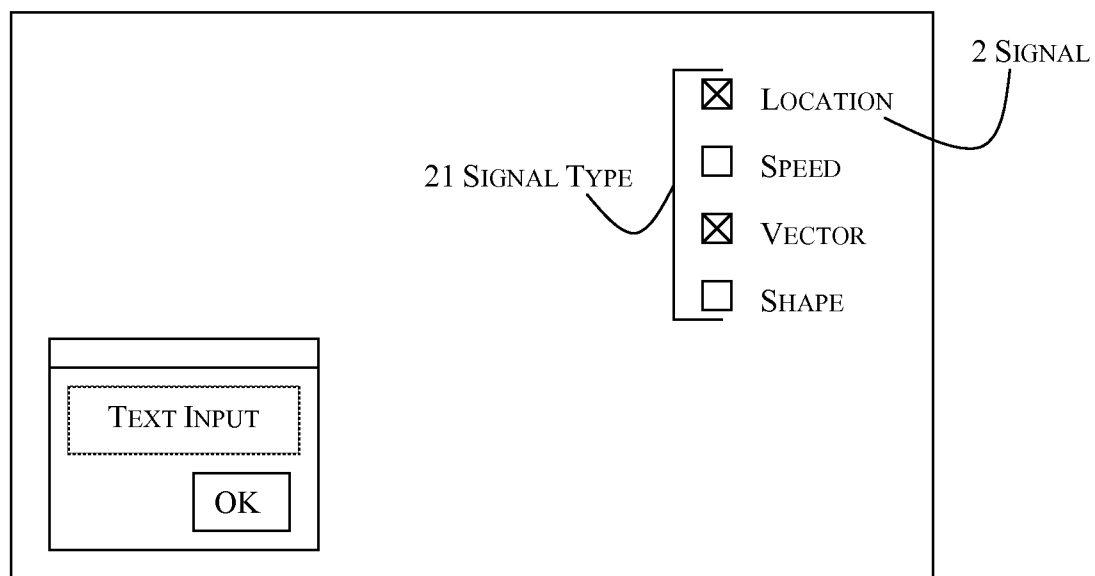 2 SIGNAL
LOCATION
21 SIGNAL TYPE
SPEED
VECTOR
SHAPE
TEXT INPUT
OK